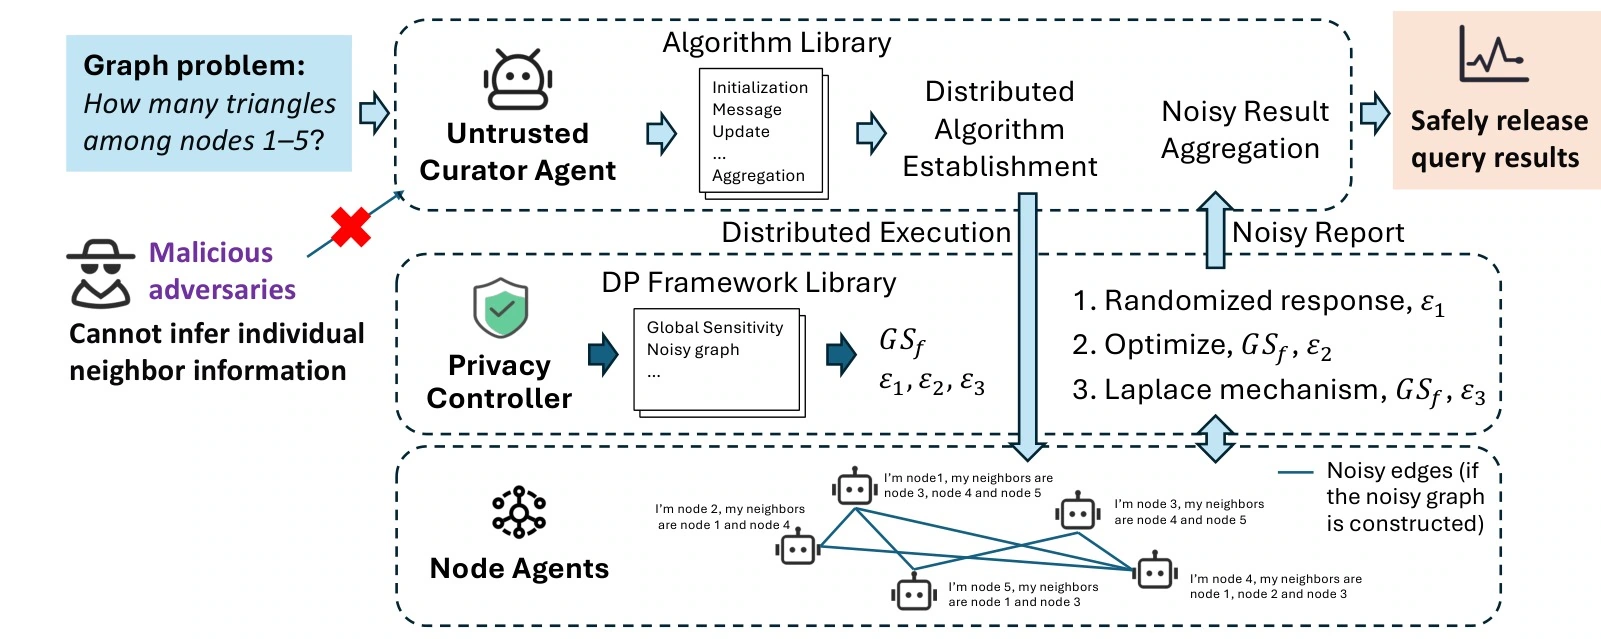 Graph problem:
How many triangles
among nodes 1–5?
Untrusted
Curator Agent
Algorithm Library
Initialization
Message
Update
...
Aggregation
Distributed
Algorithm
Establishment
Noisy Result
Aggregation
Safely release
query results
Malicious
adversaries
Cannot infer individual
neighbor information
Distributed Execution
Noisy Report
Privacy
Controller
DP Framework Library
Global Sensitivity
Noisy graph
...
GS_f
ε₁, ε₂, ε₃
1. Randomized response, ε₁
2. Optimize, GS_f, ε₂
3. Laplace mechanism, GS_f, ε₃
Node Agents
I'm node1, my neighbors are
node 3, node 4 and node 5
I'm node 2, my neighbors
are node 1 and node 4
I'm node 3, my neighbors
are node 4 and node 5
I'm node 5, my neighbors
are node 1 and node 3
I'm node 4, my neighbors are
node 1, node 2 and node 3
Noisy edges (if
the noisy graph
is constructed)